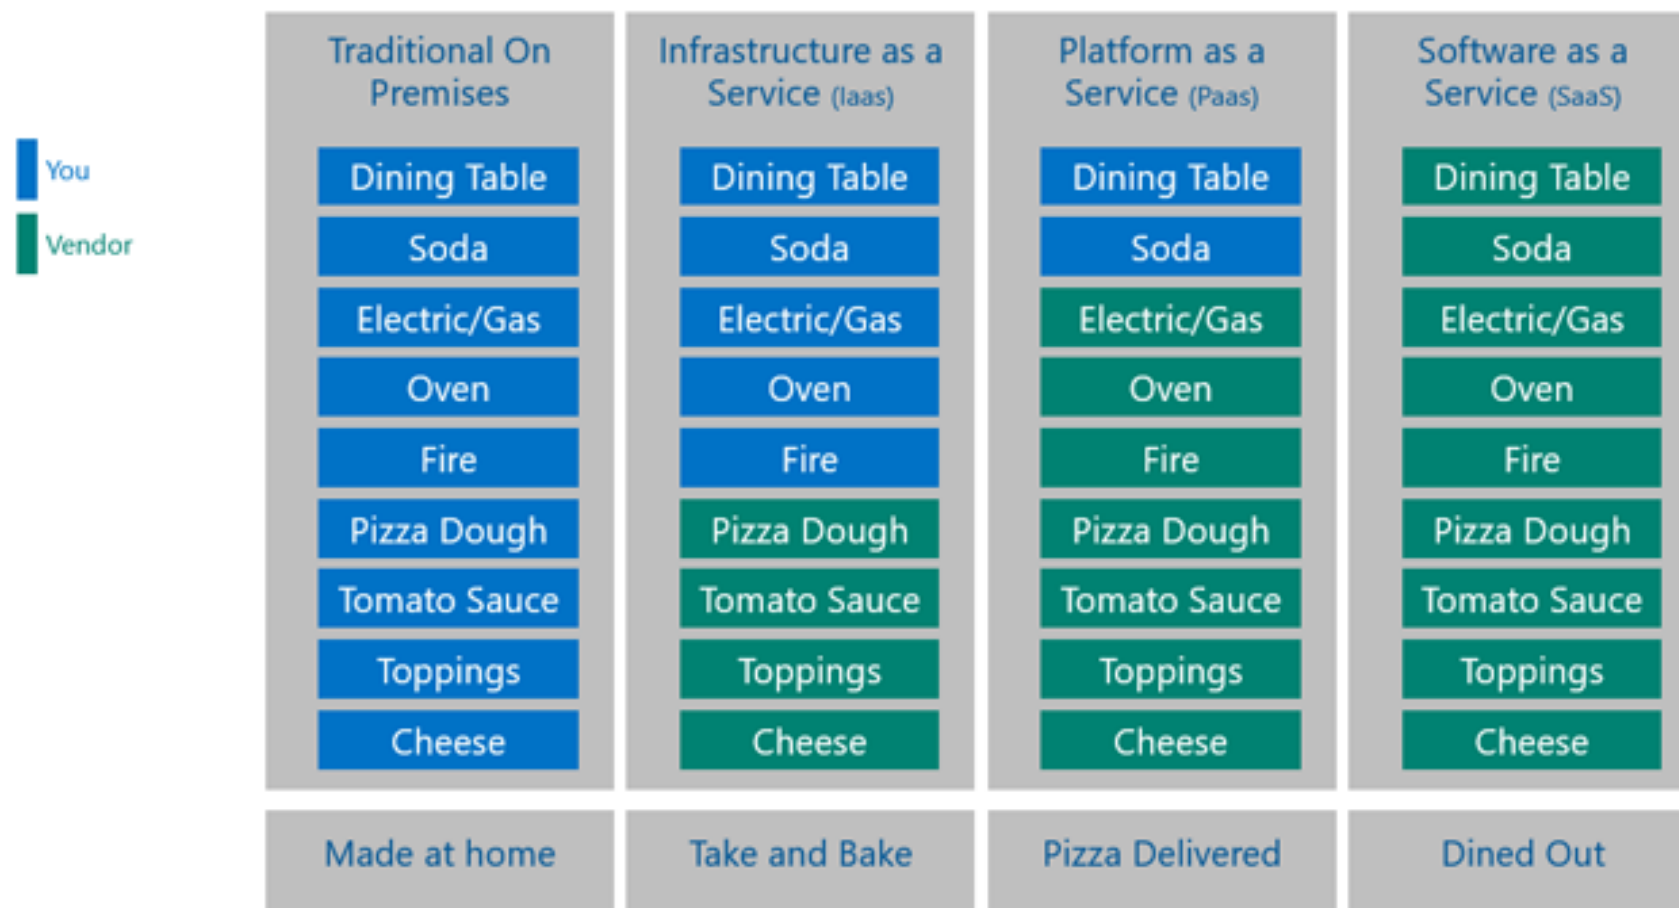 You
Vendor
Traditional On
Premises
Dining Table
Soda
Electric/Gas
Oven
Fire
Pizza Dough
Tomato Sauce
Toppings
Cheese
Made at home
Infrastructure as a
Service (Iaas)
Dining Table
Soda
Electric/Gas
Oven
Fire
Pizza Dough
Tomato Sauce
Toppings
Cheese
Take and Bake
Platform as a
Service (Paas)
Dining Table
Soda
Electric/Gas
Oven
Fire
Pizza Dough
Tomato Sauce
Toppings
Cheese
Pizza Delivered
Software as a
Service (SaaS)
Dining Table
Soda
Electric/Gas
Oven
Fire
Pizza Dough
Tomato Sauce
Toppings
Cheese
Dined Out